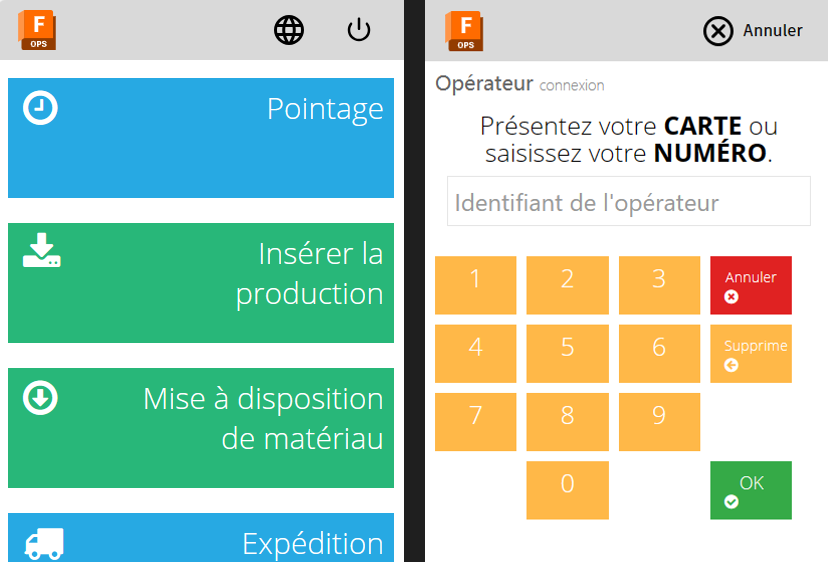 F
OPS
Pointage
Insérer la
production
Mise à disposition
de matériau
Expédition
F
OPS
Annuler
Opérateur connexion
Présentez votre CARTE ou
saisissez votre NUMÉRO.
Identifiant de l'opérateur
1 2 3 Annuler
4 5 6 Supprime
7 8 9
0 OK